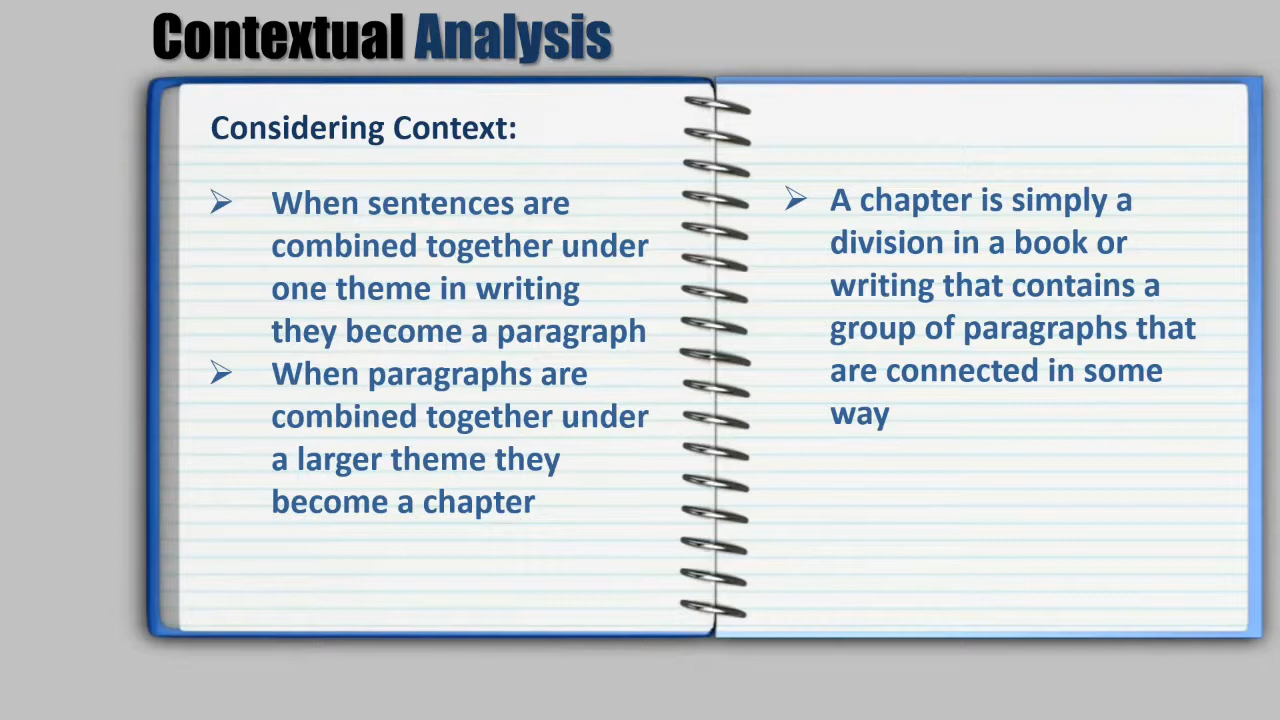 Contextual Analysis
Considering Context:
➢ When sentences are
combined together under
one theme in writing
they become a paragraph
➢ When paragraphs are
combined together under
a larger theme they
become a chapter
➢ A chapter is simply a
division in a book or
writing that contains a
group of paragraphs that
are connected in some
way